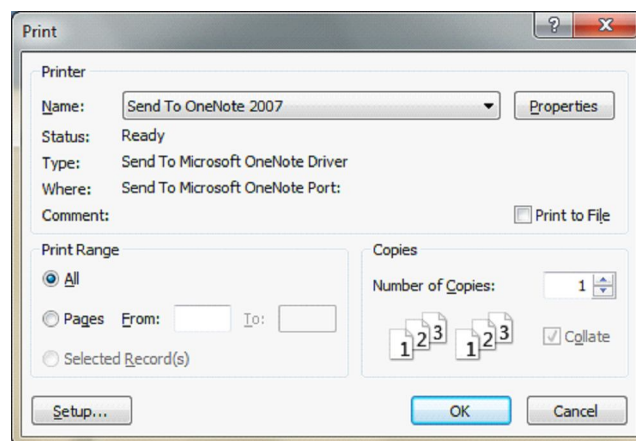 Print
Printer
Name: Send To OneNote 2007 Properties
Status: Ready
Type: Send To Microsoft OneNote Driver
Where: Send To Microsoft OneNote Port:
Comment: Print to File
Print Range
All
Pages From: To:
Selected Record(s)
Copies
Number of Copies: 1
1 2 3 1 2 3 Collate
Setup... OK Cancel